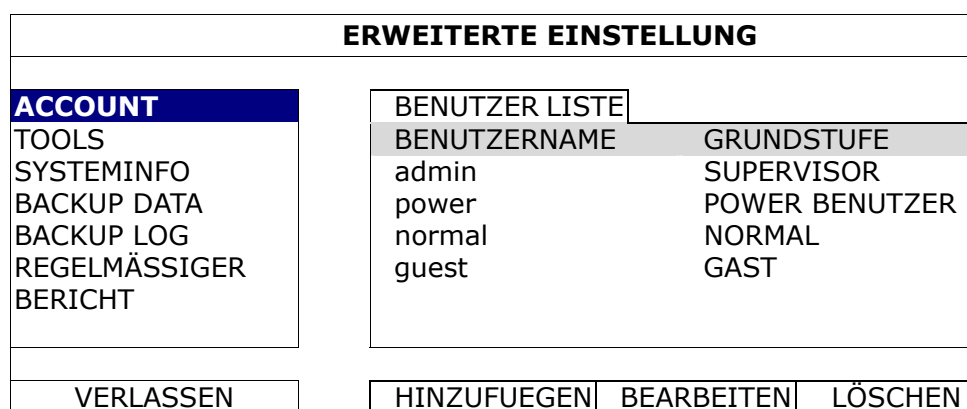 ERWEITERTE EINSTELLUNG
ACCOUNT
TOOLS
SYSTEMINFO
BACKUP DATA
BACKUP LOG
REGELMÄSSIGER
BERICHT
BENUTZER LISTE
BENUTZERNAME GRUNDSTUFE
admin SUPERVISOR
power POWER BENUTZER
normal NORMAL
guest GAST
VERLASSEN
HINZUFUEGEN BEARBEITEN LÖSCHEN